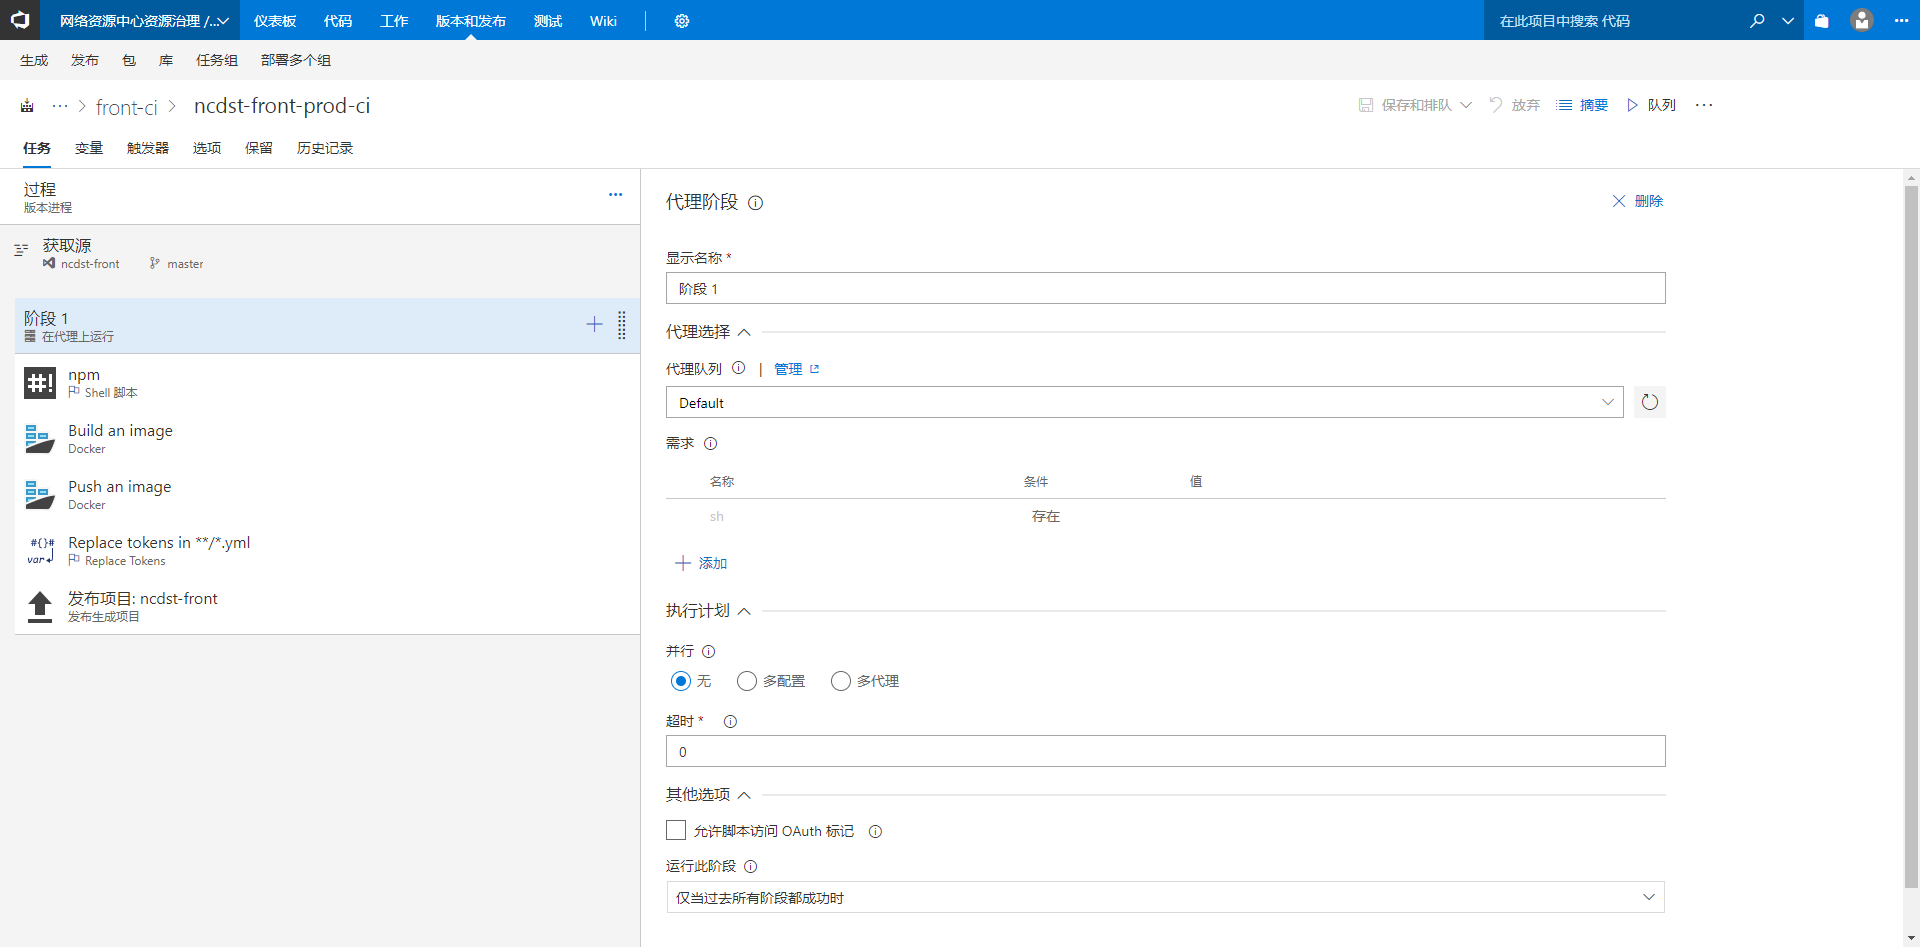 网络资源中心资源治理 /... 仪表板 代码 工作 版本和发布 测试 Wiki 在此项目中搜索 代码
生成 发布 包 库 任务组 部署多个组
··· > front-ci > ncdst-front-prod-ci 保存和排队 放弃 摘要 队列 ···
任务 变量 触发器 选项 保留 历史记录
过程
版本进程
获取源
ncdst-front master
阶段 1
在代理上运行
#! npm
Shell 脚本
Build an image
Docker
Push an image
Docker
#{}# Replace tokens in **/*.yml
var Replace Tokens
发布项目: ncdst-front
发布生成项目
代理阶段 删除
显示名称 *
阶段 1
代理选择
代理队列 | 管理
Default
需求
名称 条件 值
sh 存在
添加
执行计划
并行
无 多配置 多代理
超时 *
0
其他选项
允许脚本访问 OAuth 标记
运行此阶段
仅当过去所有阶段都成功时